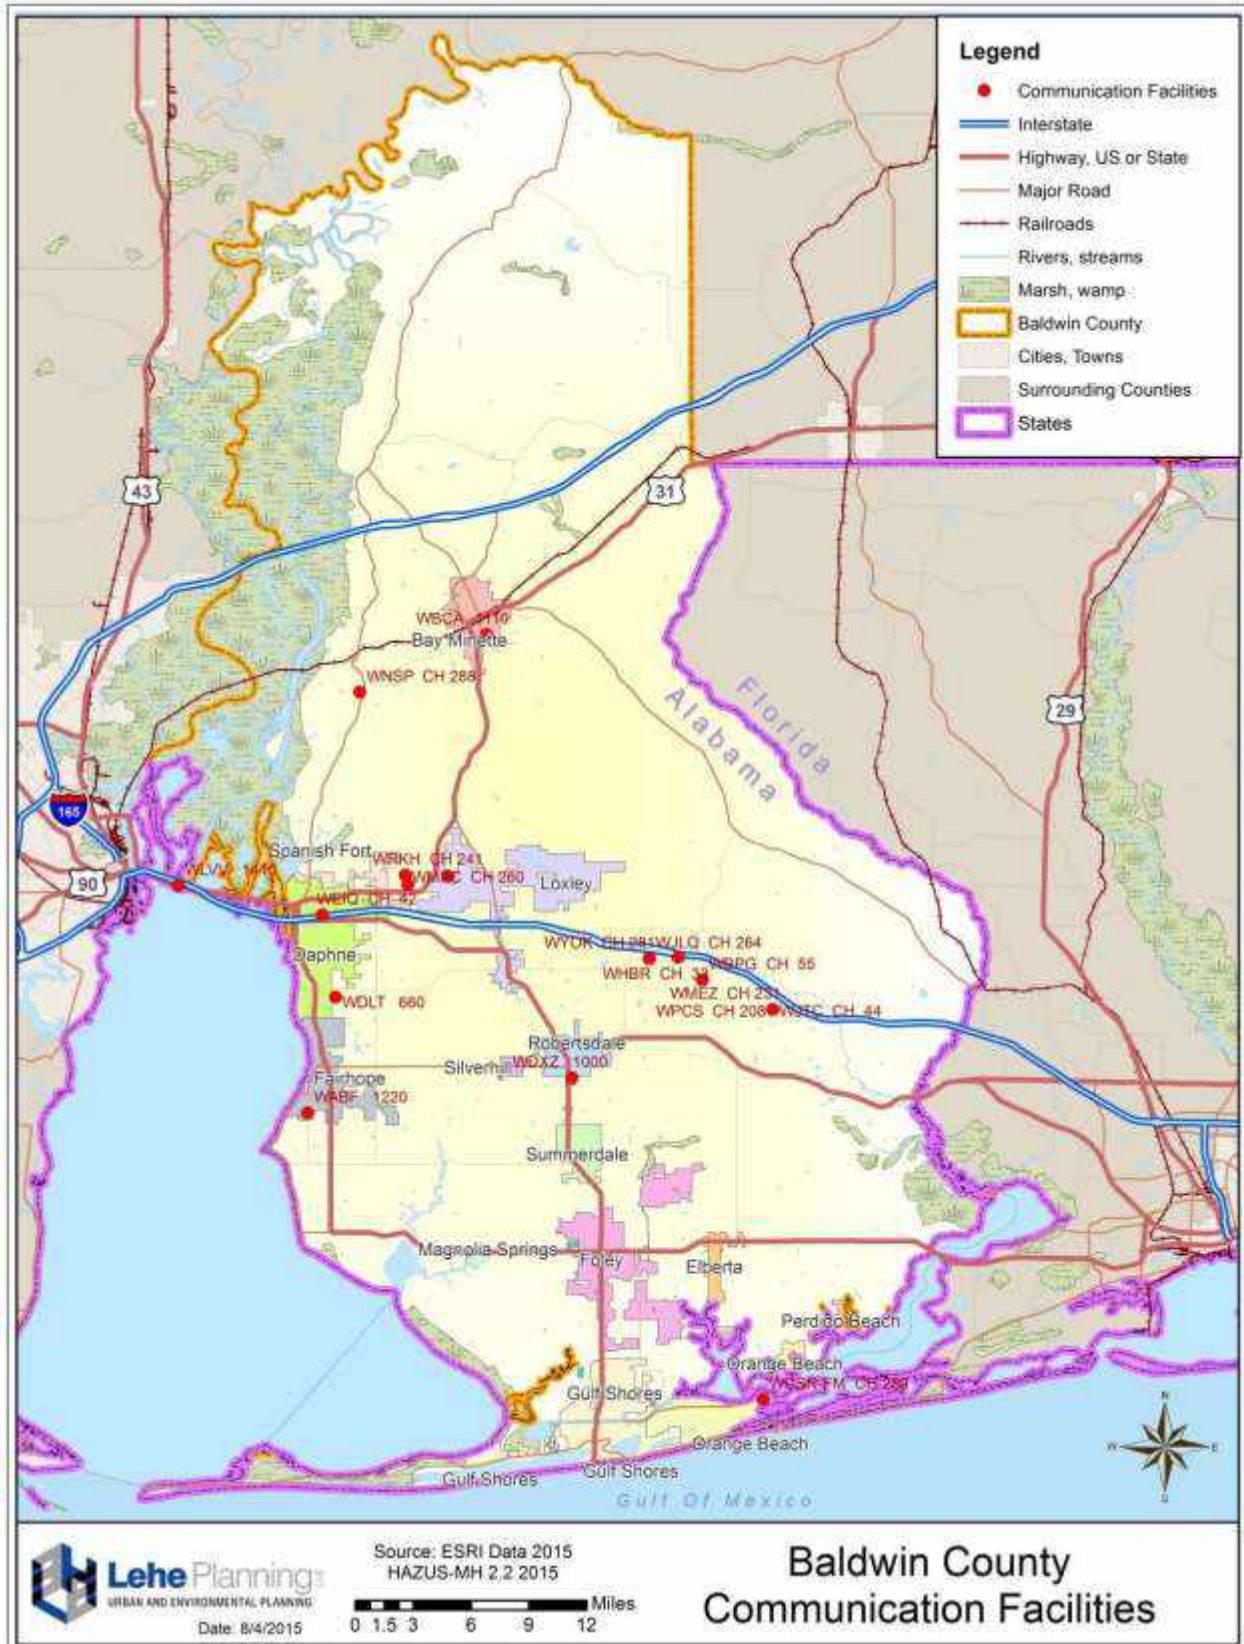 Legend
Communication Facilities
Interstate
Highway, US or State
Major Road
Railroads
Rivers, streams
Marsh, wamp
Baldwin County
Cities, Towns
Surrounding Counties
States
43
31
WBCA 1110
Bay Minette
WNSP CH 288
29
Florida
Alabama
165
90
Spanish Fort
WRKH CH 241
CH 260
Loxley
CH 42
WYOK CH 281 WJLQ CH 264
Daphne
WHBR CH 33
WDPG CH 55
WMEZ CH 231
WDLT 660
WPCS CH 208 WJTC CH 44
Robertsdale
Silverhill
WDXZ 1000
Fairhope
WABF 1220
Summerdale
Magnolia Springs
Foley
Elberta
Perdido Beach
Orange Beach
Gulf Shores
Orange Beach
Gulf Shores
Gulf Shores
Gulf Of Mexico
N
W
E
S
Lehe Planning
URBAN AND ENVIRONMENTAL PLANNING
Date: 8/4/2015
Source: ESRI Data 2015
HAZUS-MH 2.2 2015
Miles
0 1.5 3 6 9 12
Baldwin County
Communication Facilities